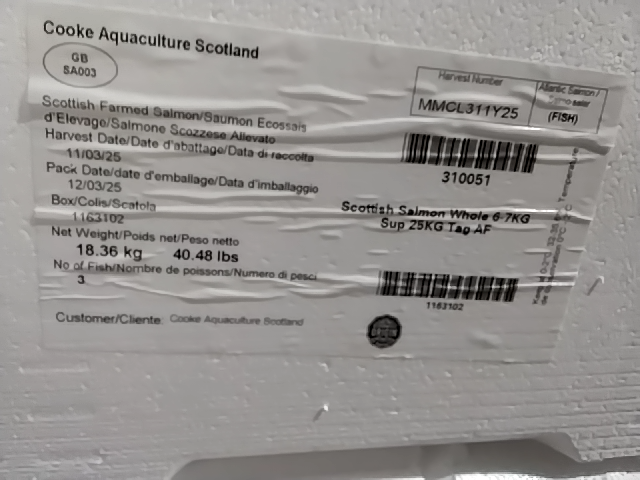 Cooke Aquaculture Scotland
GB
SA003
Harvest Number
MMCL311Y25
Atlantic Salmon /
salar
(FISH)
Scottish Farmed Salmon/Saumon Ecossais
d'Elevage/Salmone Scozzese Allevato
Harvest Date/Date d'abattage/Data di raccolta
11/03/25
310051
Pack Date/date d'emballage/Data d'imballaggio
12/03/25
Box/Colis/Scatola
1163102
Scottish Salmon Whole 6-7KG
Sup 25KG Tag AF
Net Weight/Poids net/Peso netto
18.36 kg 40.48 lbs
No of Fish/Nombre de poissons/Numero di pesci
3
1163102
Customer/Cliente: Cooke Aquaculture Scotland
Temperature